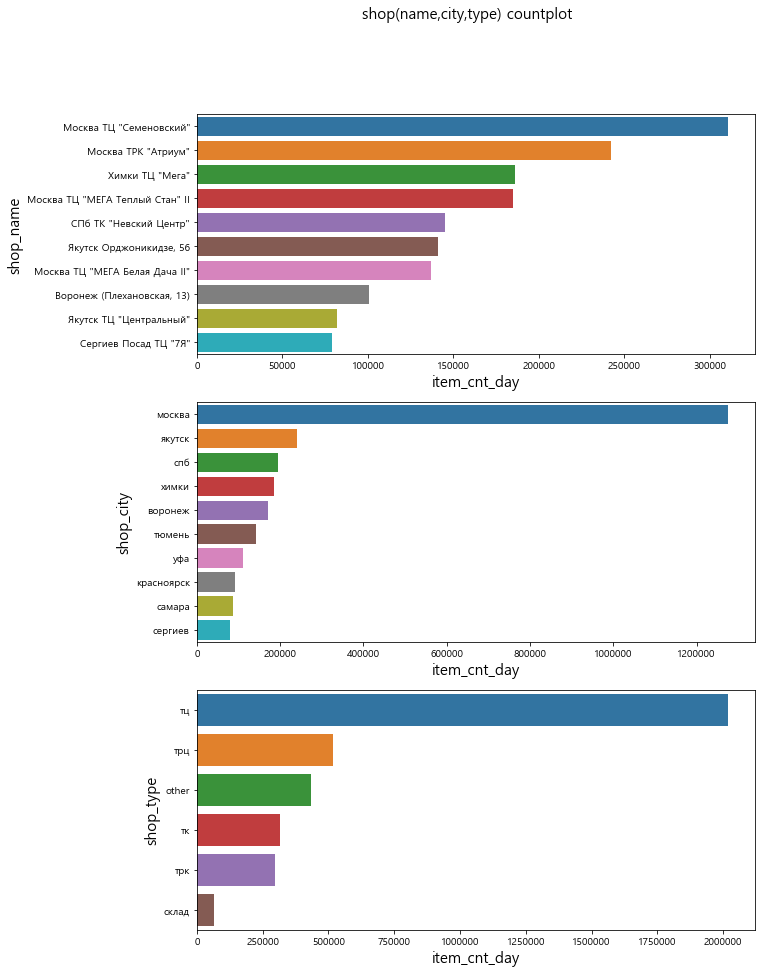 shop(name,city,type) countplot
shop_name
Москва ТЦ "Семеновский"
Москва ТРК "Атриум"
Химки ТЦ "Мега"
Москва ТЦ "МЕГА Теплый Стан" II
СПб ТК "Невский Центр"
Якутск Орджоникидзе, 56
Москва ТЦ "МЕГА Белая Дача II"
Воронеж (Плехановская, 13)
Якутск ТЦ "Центральный"
Сергиев Посад ТЦ "7Я"
0 50000 100000 150000 200000 250000 300000
item_cnt_day
shop_city
москва
якутск
спб
химки
воронеж
тюмень
уфа
красноярск
самара
сергиев
0 200000 400000 600000 800000 1000000 1200000
item_cnt_day
shop_type
тц
трц
other
тк
трк
склад
0 250000 500000 750000 1000000 1250000 1500000 1750000 2000000
item_cnt_day